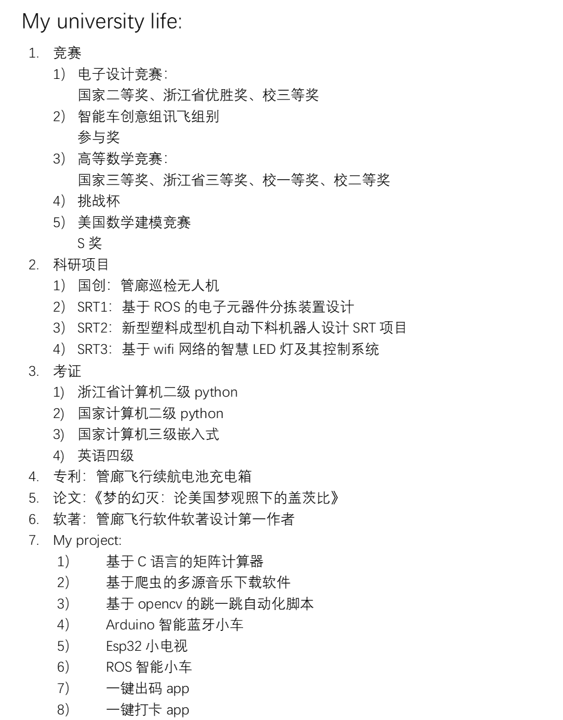 My university life:
1. 竞赛
1) 电子设计竞赛:
国家二等奖、浙江省优胜奖、校三等奖
2) 智能车创意组讯飞组别
参与奖
3) 高等数学竞赛:
国家三等奖、浙江省三等奖、校一等奖、校二等奖
4) 挑战杯
5) 美国数学建模竞赛
S 奖
2. 科研项目
1) 国创：管廊巡检无人机
2) SRT1：基于 ROS 的电子元器件分拣装置设计
3) SRT2：新型塑料成型机自动下料机器人设计 SRT 项目
4) SRT3：基于 wifi 网络的智慧 LED 灯及其控制系统
3. 考证
1) 浙江省计算机二级 python
2) 国家计算机二级 python
3) 国家计算机三级嵌入式
4) 英语四级
4. 专利：管廊飞行续航电池充电箱
5. 论文：《梦的幻灭：论美国梦观照下的盖茨比》
6. 软著：管廊飞行软件软著设计第一作者
7. My project:
1) 基于 C 语言的矩阵计算器
2) 基于爬虫的多源音乐下载软件
3) 基于 opencv 的跳一跳自动化脚本
4) Arduino 智能蓝牙小车
5) Esp32 小电视
6) ROS 智能小车
7) 一键出码 app
8) 一键打卡 app